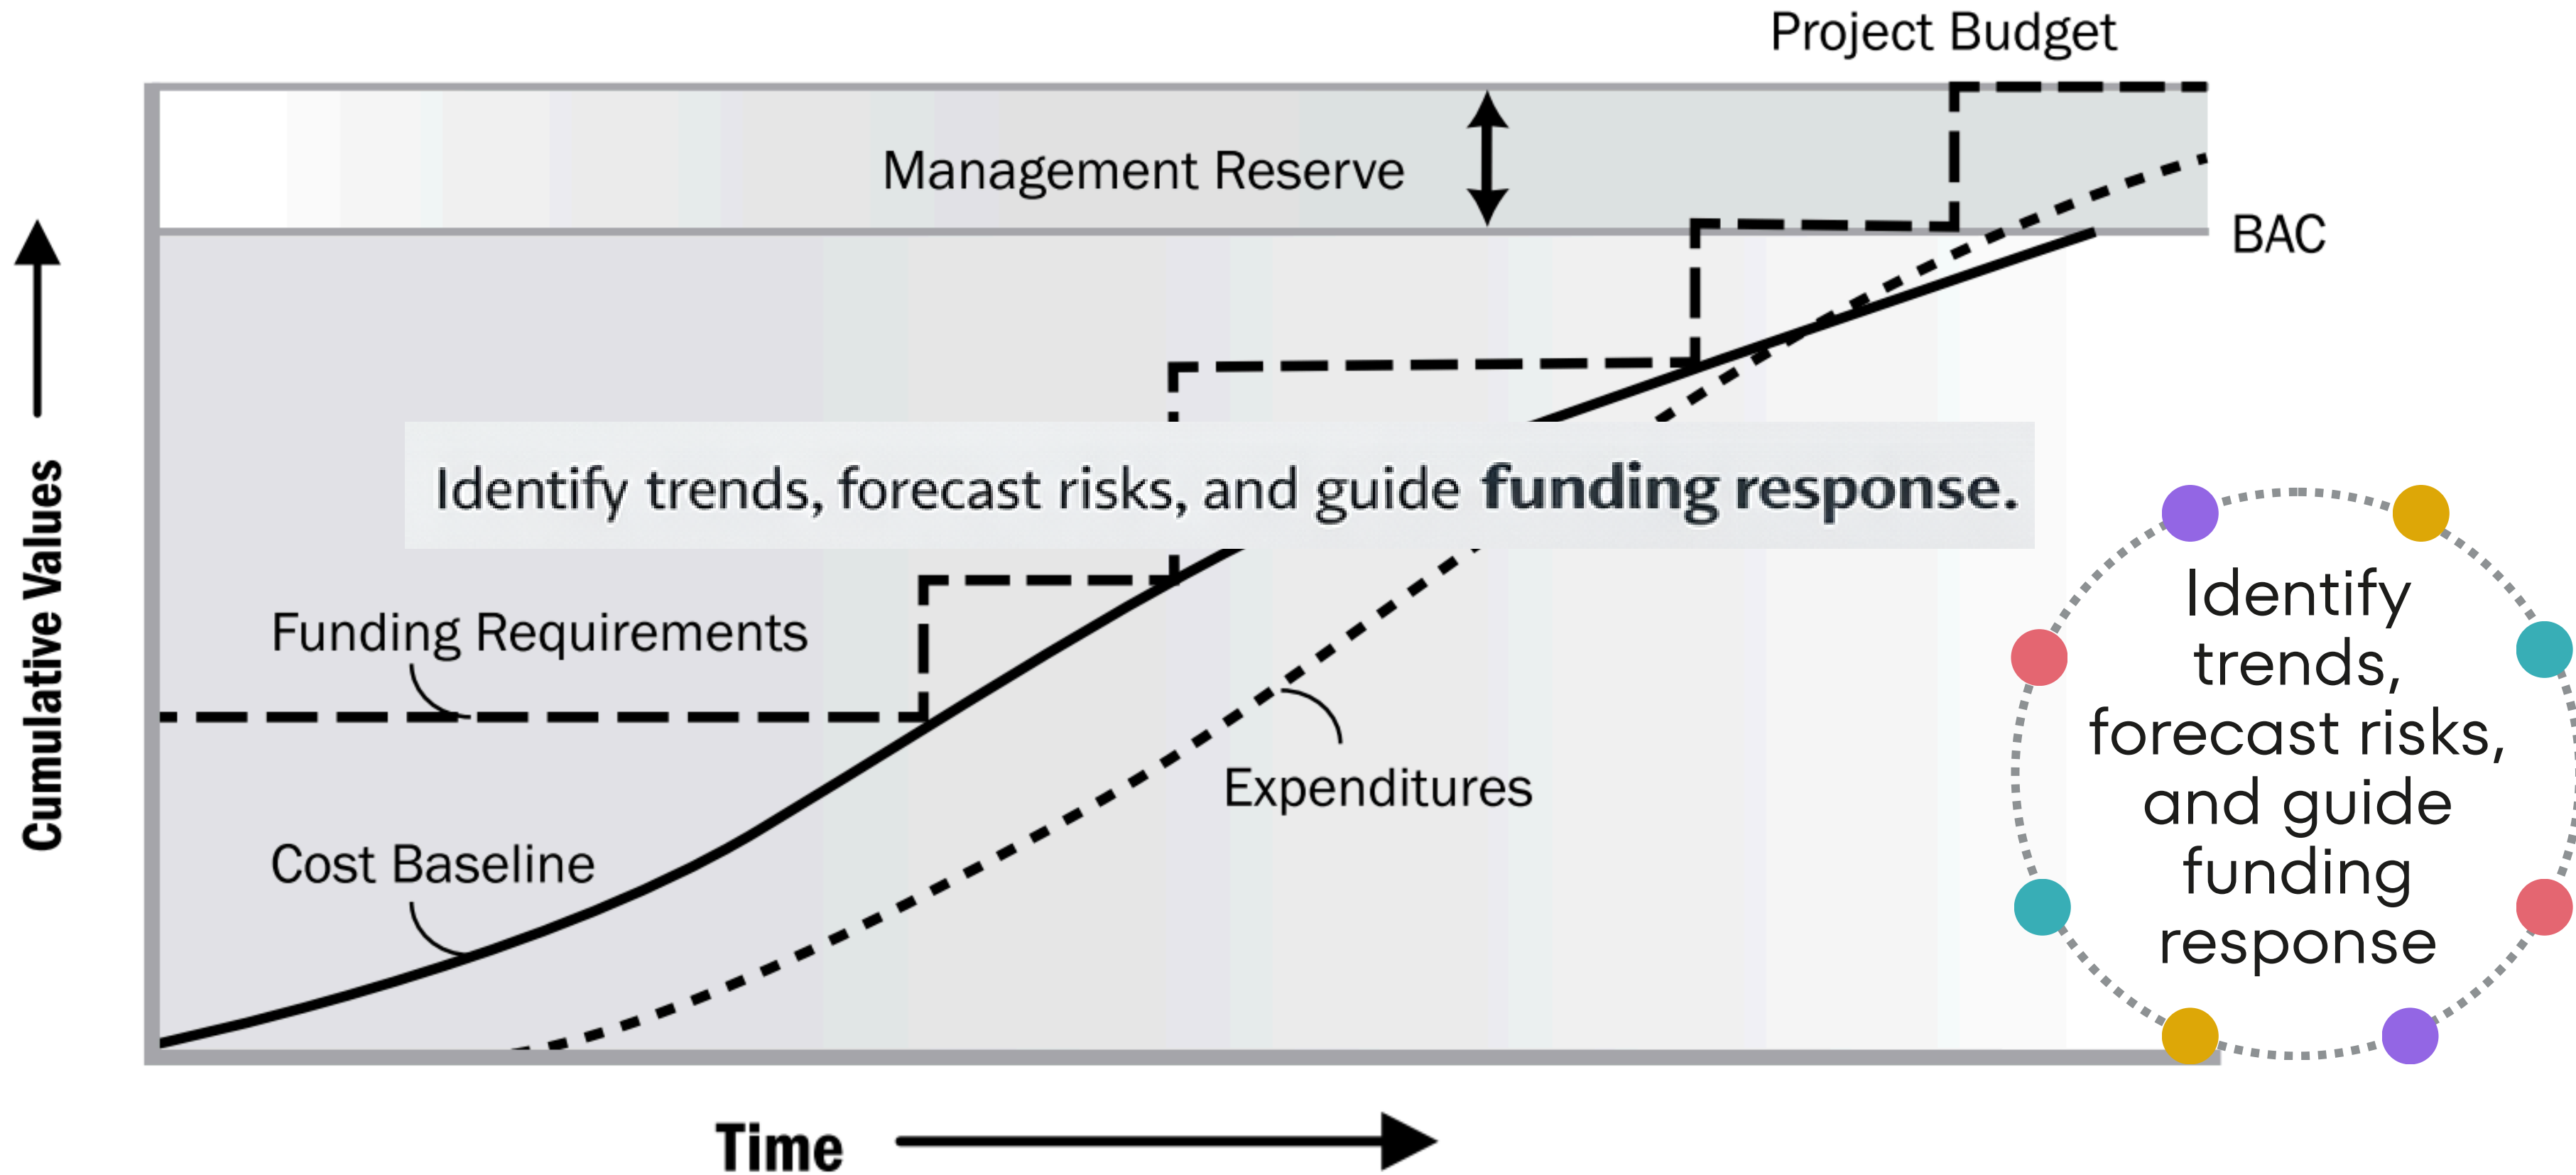 Project Budget
Management Reserve
BAC
Identify trends, forecast risks, and guide funding response.
Funding Requirements
Expenditures
Cost Baseline
Cumulative Values
Time
Identify
trends,
forecast risks,
and guide
funding
response